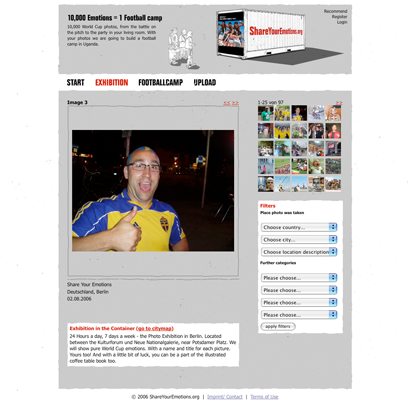 10,000 Emotions = 1 Football camp
10,000 World Cup photos, from the battle on
the pitch to the party in your living room. With
your photos we are going to build a football
camp in Uganda.
ShareYourEmotion.org
Recommend
Register
Login
START EXHIBITION FOOTBALLCAMP UPLOAD
Image 3 << >>
1-25 von 97 >>
Filters
Place photo was taken
Choose country...
Choose city...
Choose location description
Further categories
Please choose...
Please choose...
Please choose...
Please choose...
apply filters
Share Your Emotions
Deutschland, Berlin
02.08.2006
Exhibition in the Container (go to citymap)
24 Hours a day, 7 days a week - the Photo Exhibition in Berlin. Located
between the Kulturforum and Neue Nationalgalerie, near Potsdamer Platz. We
will show pure World Cup emotions. With a name and title for each picture.
Yours too! And with a little bit of luck, you can be a part of the illustrated
coffee table book too.
© 2006 ShareYourEmotions.org | Imprint/ Contact | Terms of Use